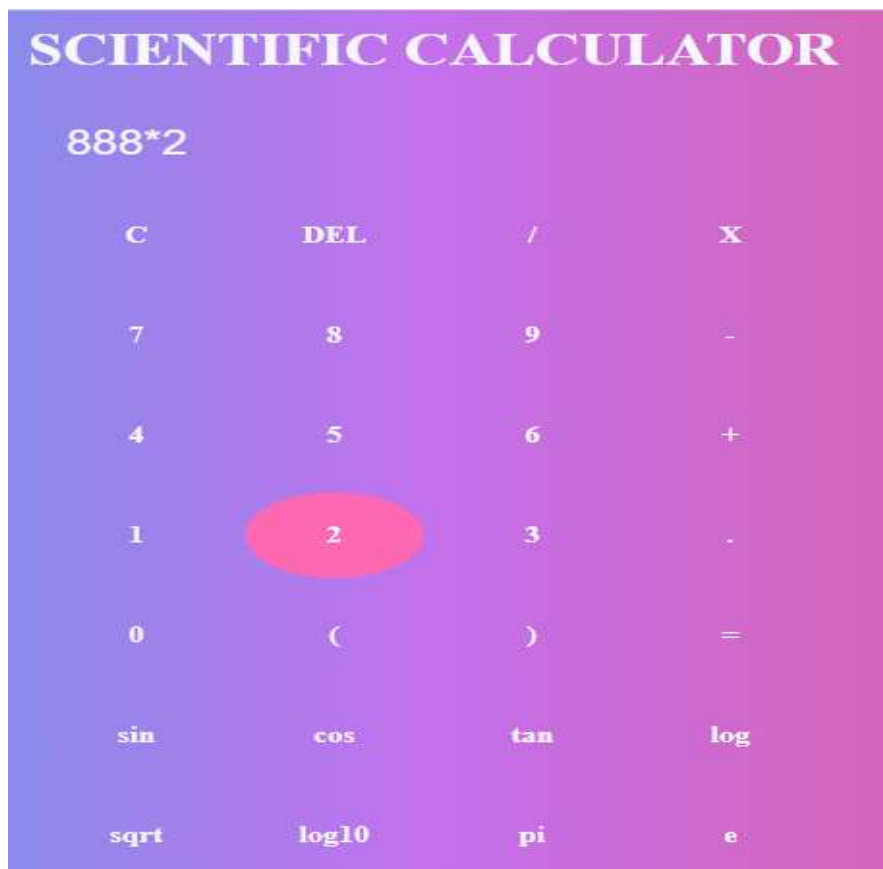 SCIENTIFIC CALCULATOR
888*2
C DEL / X
7 8 9 -
4 5 6 +
1 2 3 .
0 ( ) =
sin cos tan log
sqrt log10 pi e